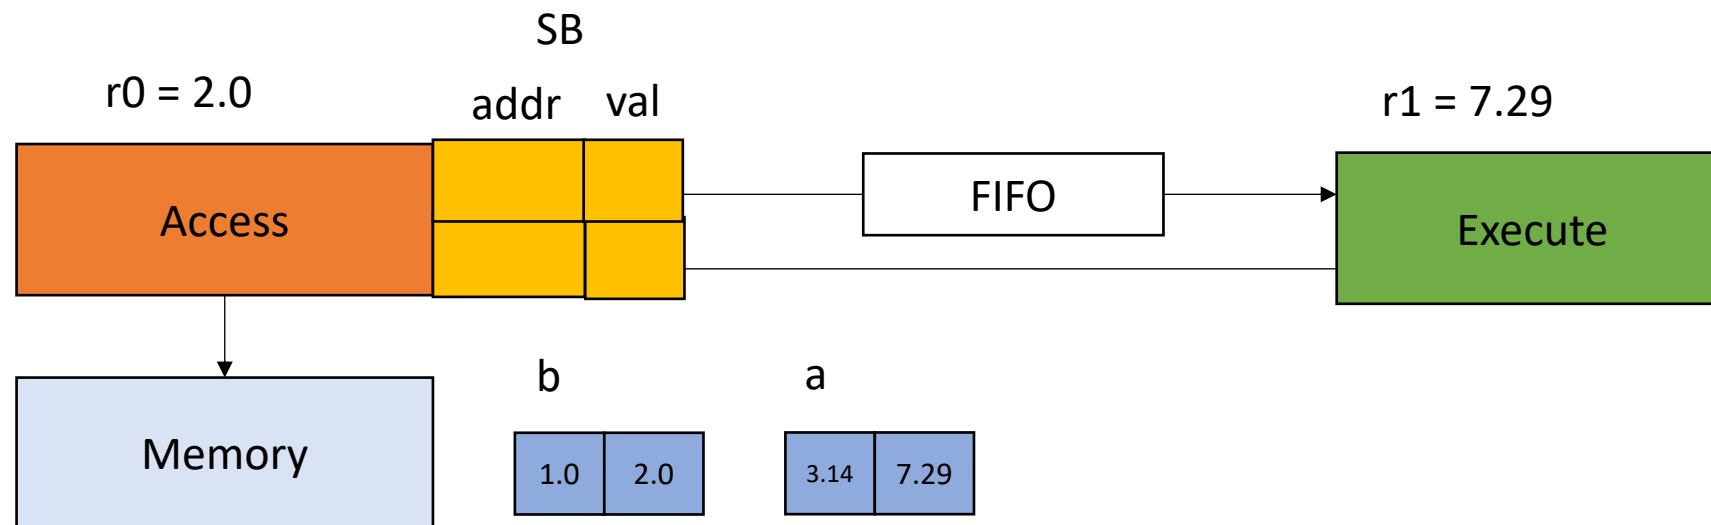 SB
r0 = 2.0
addr val
r1 = 7.29
Access
FIFO
Execute
b
a
Memory
1.0 2.0
3.14 7.29